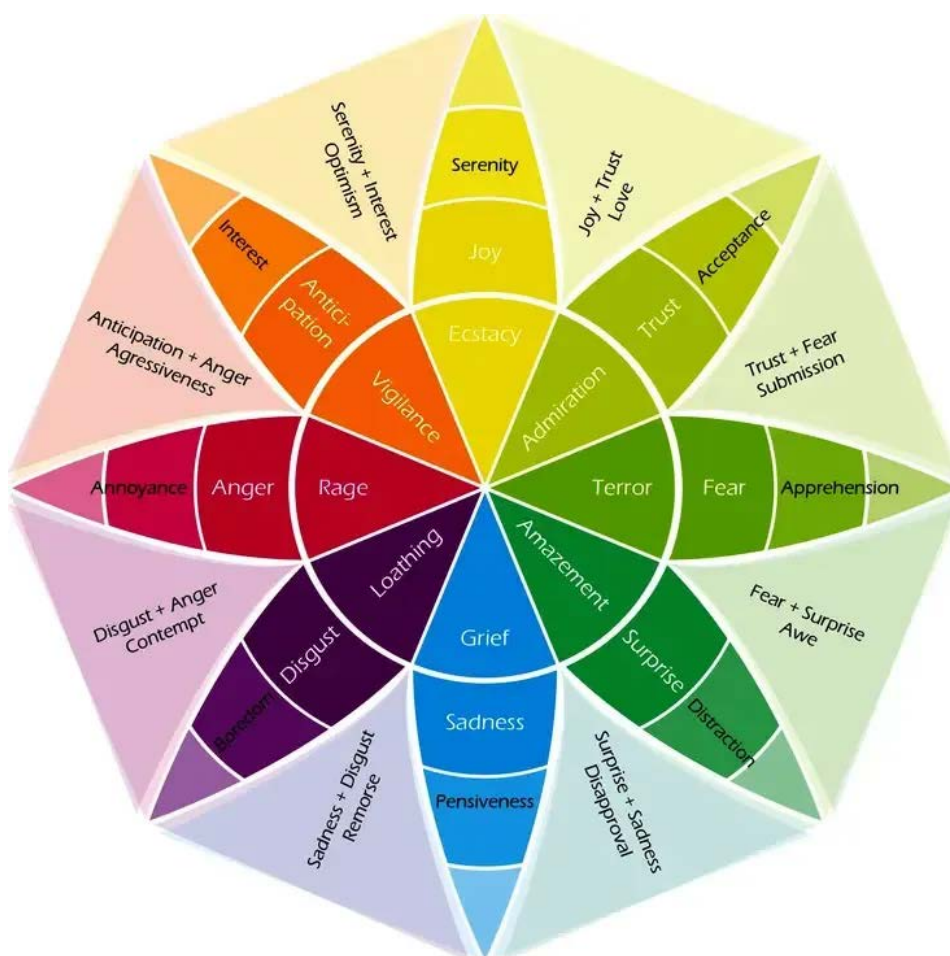 Serenity + Interest
Optimism
Serenity
Joy
Ecstacy
Joy + Trust
Love
Acceptance
Trust
Admiration
Trust + Fear
Submission
Terror
Fear
Apprehension
Fear + Surprise
Awe
Amazement
Surprise
Distraction
Surprise + Sadness
Disapproval
Grief
Sadness
Pensiveness
Sadness + Disgust
Remorse
Loathing
Disgust
Boredom
Disgust + Anger
Contempt
Annoyance
Anger
Rage
Anticipation + Anger
Agressiveness
Interest
Antici-
pation
Vigilance